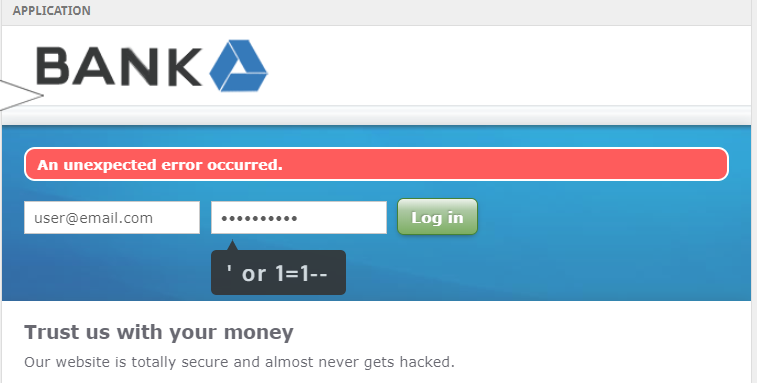 APPLICATION
BANK
An unexpected error occurred.
user@email.com •••••••••• Log in
' or 1=1--
Trust us with your money
Our website is totally secure and almost never gets hacked.